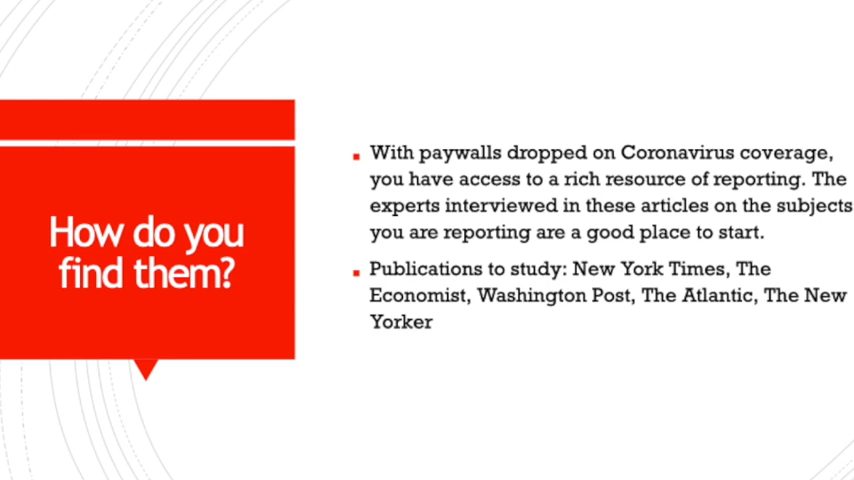 How do you
find them?
With paywalls dropped on Coronavirus coverage,
you have access to a rich resource of reporting. The
experts interviewed in these articles on the subjects
you are reporting are a good place to start.
Publications to study: New York Times, The
Economist, Washington Post, The Atlantic, The New
Yorker